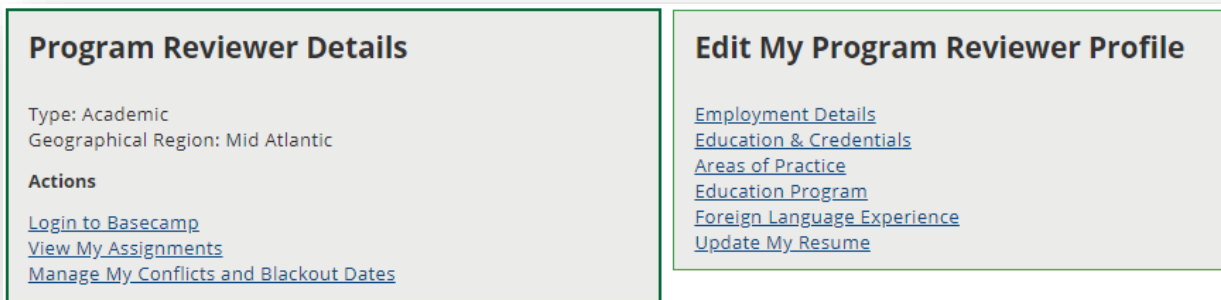 Program Reviewer Details
Type: Academic
Geographical Region: Mid Atlantic
Actions
Login to Basecamp
View My Assignments
Manage My Conflicts and Blackout Dates
Edit My Program Reviewer Profile
Employment Details
Education & Credentials
Areas of Practice
Education Program
Foreign Language Experience
Update My Resume